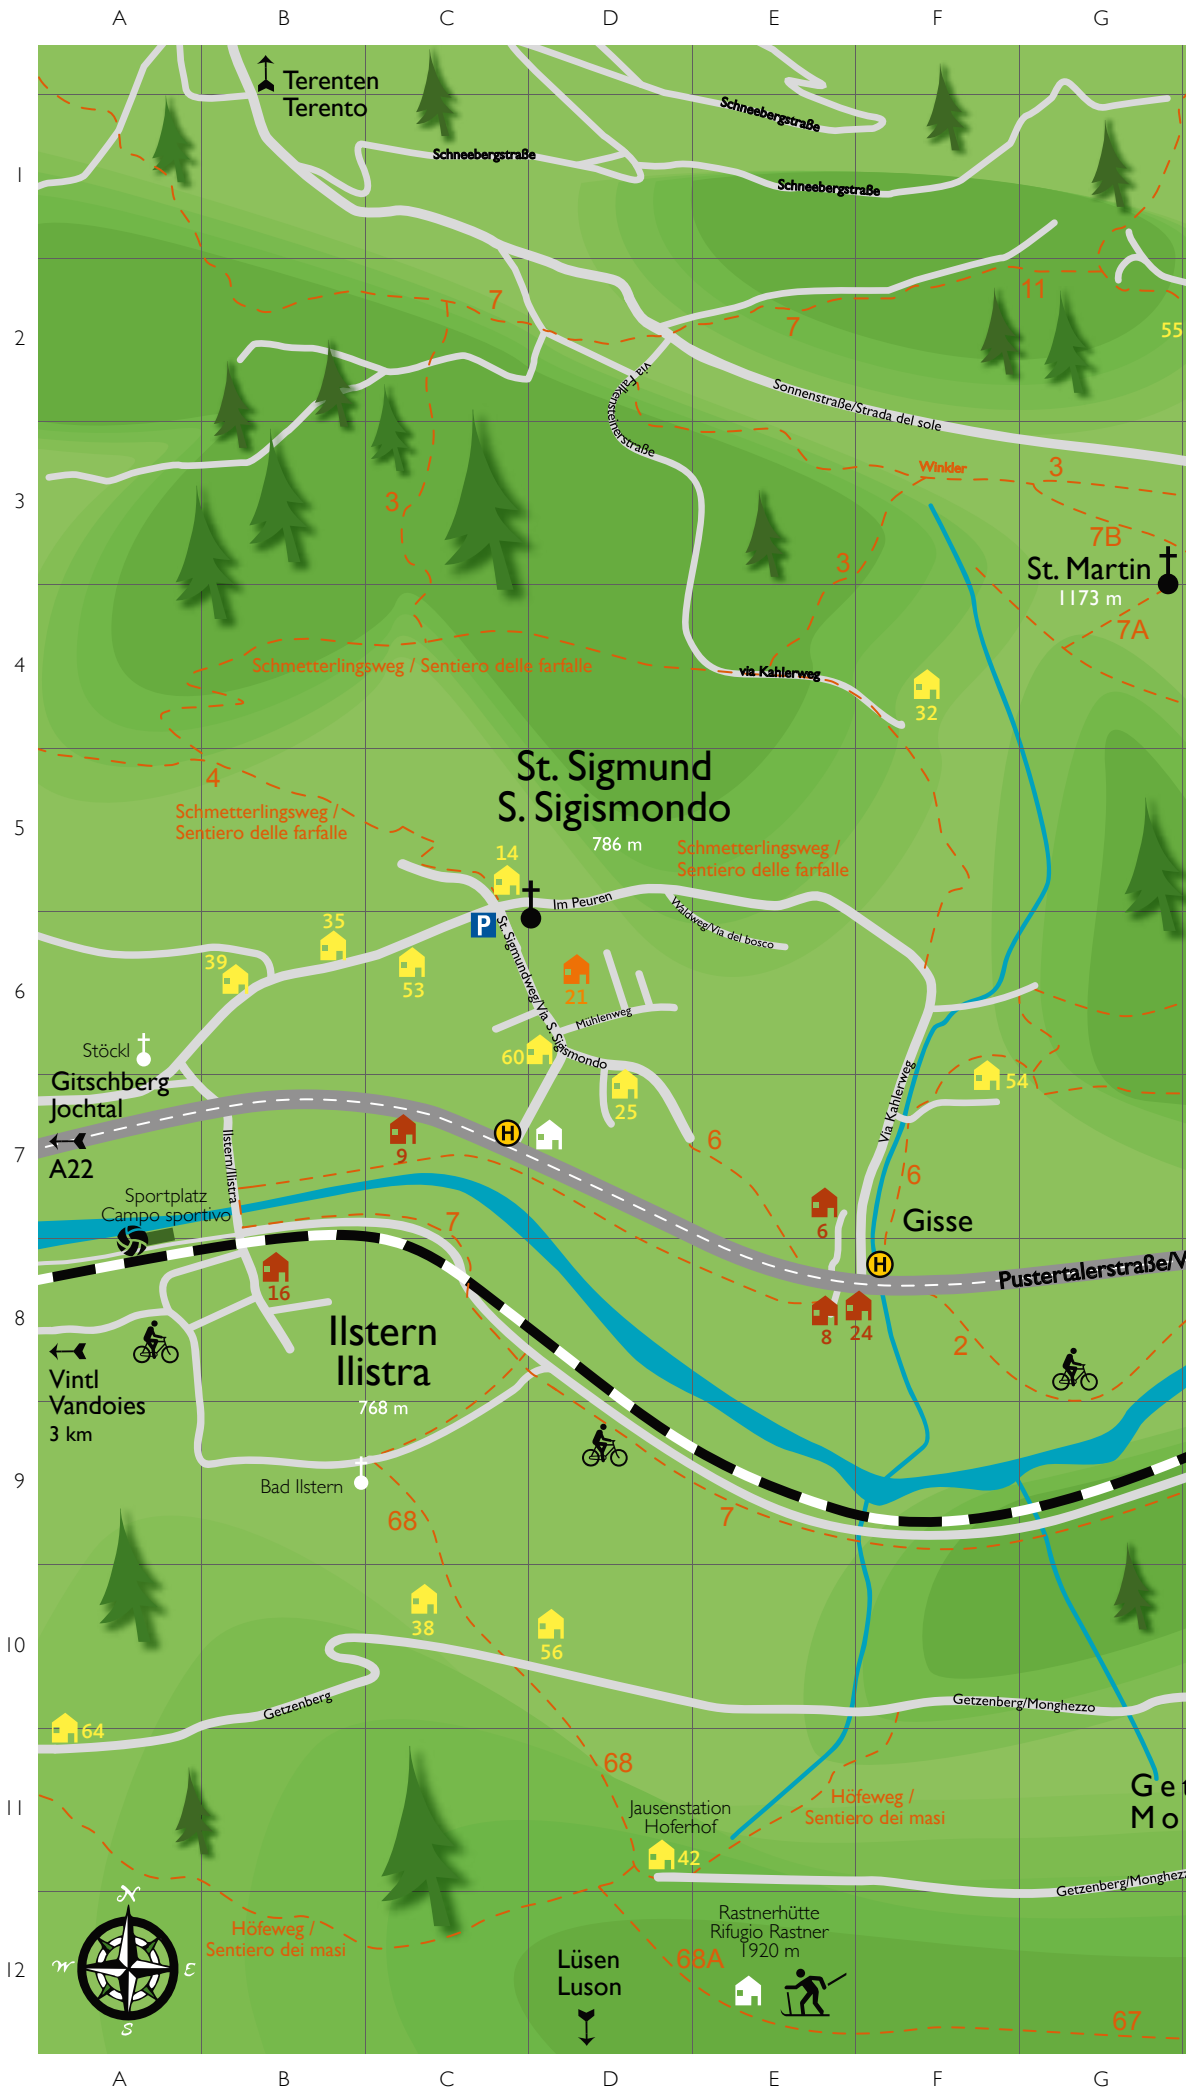 A B C D E F G
Terenten
Terento
Schneebergstraße
Schneebergstraße
Schneebergstraße
1
2
3
4
5
6
7
8
9
10
11
12
7
7
11
55
via Falkensteinerstraße
Sonnenstraße/Strada del sole
Winkler
3
3
3
7B
St. Martin
1173 m
7A
Schmetterlingsweg / Sentiero delle farfalle
via Kahlerweg
32
4
St. Sigmund
S. Sigismondo
786 m
Schmetterlingsweg /
Sentiero delle farfalle
Schmetterlingsweg /
Sentiero delle farfalle
14
Im Peuren
Waldweg/Via del bosco
P
35
39
53
St. Sigmundweg/Via S. Sigismondo
21
Mühlenweg
60
25
Stöckl
Gitschberg
Jochtal
A22
Ilstern/Ilistra
9
H
6
Via Kahlerweg
54
6
Sportplatz
Campo sportivo
7
6
Gisse
H
Pustertalerstraße/V
16
8
24
2
Ilstern
Ilistra
768 m
Vintl
Vandoies
3 km
Bad Ilstern
68
7
38
56
Getzenberg
Getzenberg/Monghezzo
64
68
Jausenstation
Hoferhof
42
Höfeweg /
Sentiero dei masi
Get
Mo
Getzenberg/Monghezz
N
W E
S
Höfeweg /
Sentiero dei masi
Rastnerhütte
Rifugio Rastner
1920 m
68A
Lüsen
Luson
67
A B C D E F G